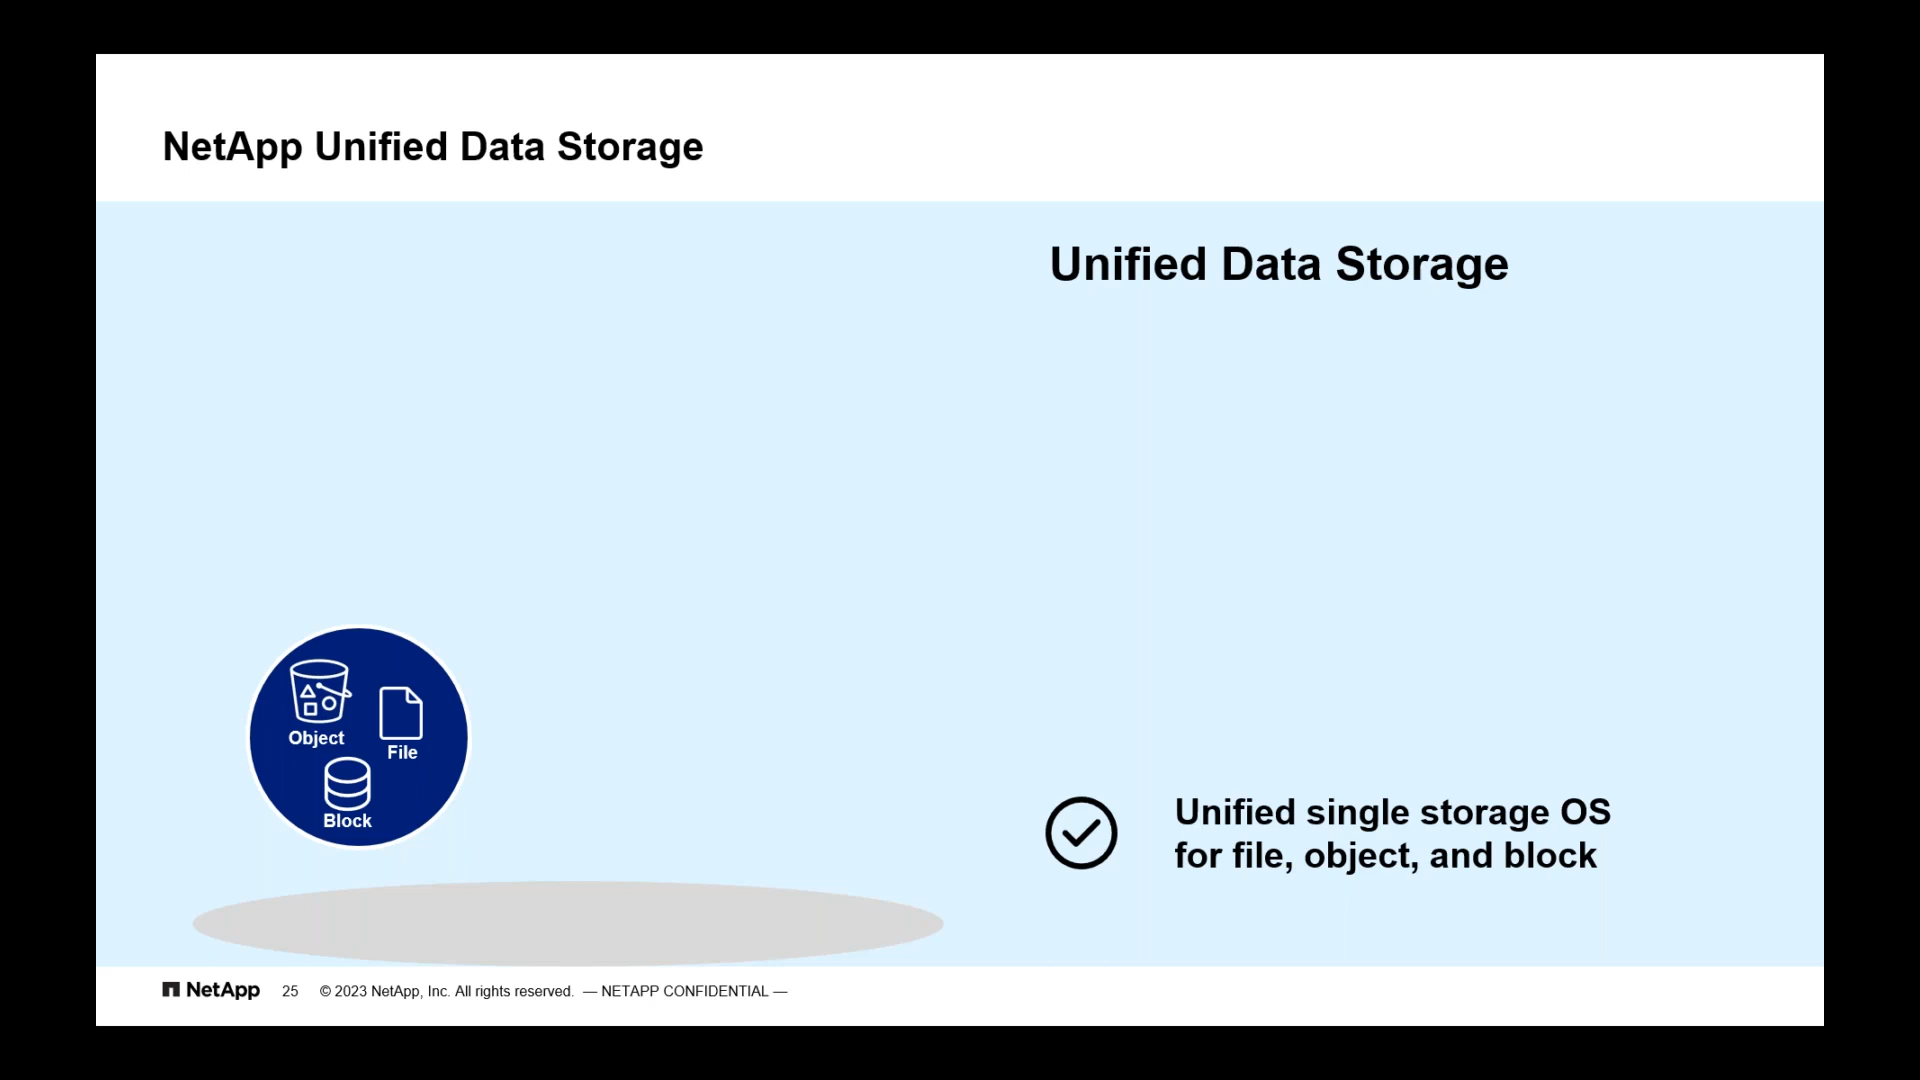 NetApp Unified Data Storage
Unified Data Storage
Object
File
Block
Unified single storage OS
for file, object, and block
NetApp 25 © 2023 NetApp, Inc. All rights reserved. — NETAPP CONFIDENTIAL —